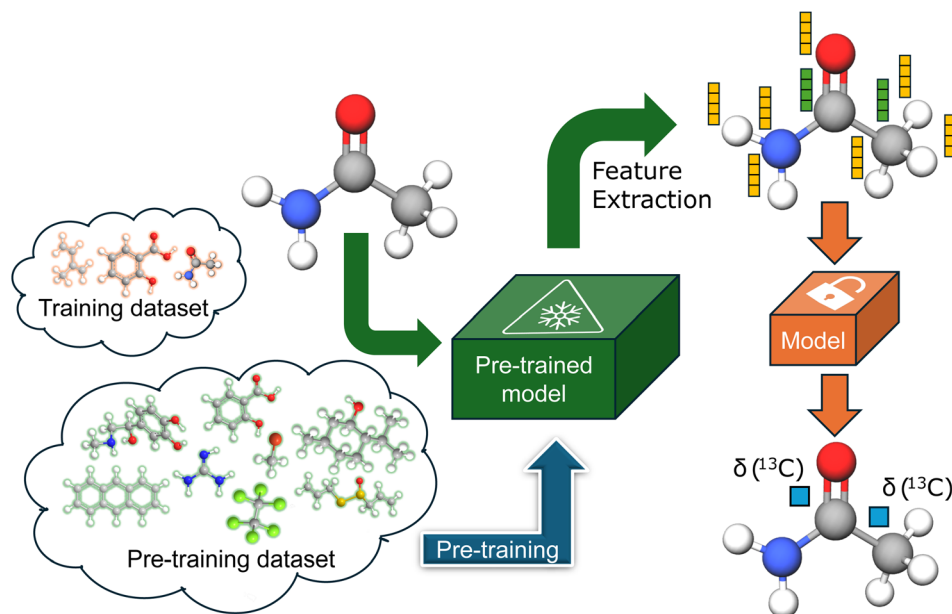 Feature
Extraction
Training dataset
Pre-trained
model
Model
Pre-training dataset
Pre-training
δ (¹³C)
δ (¹³C)